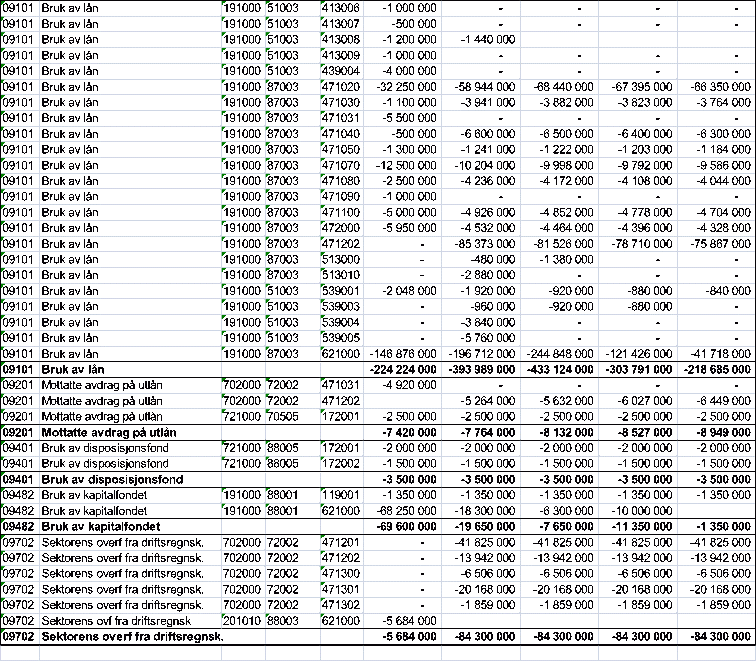 09101 Bruk av lån 191000 51003 413006 -1 000 000 - - - -
09101 Bruk av lån 191000 51003 413007 -500 000 - - - -
09101 Bruk av lån 191000 51003 413008 -1 200 000 -1 440 000 - - -
09101 Bruk av lån 191000 51003 413009 -1 000 000 - - - -
09101 Bruk av lån 191000 51003 439004 -4 000 000 - - - -
09101 Bruk av lån 191000 87003 471020 -32 250 000 -58 944 000 -68 440 000 -67 395 000 -66 350 000
09101 Bruk av lån 191000 87003 471030 -1 100 000 -3 941 000 -3 882 000 -3 823 000 -3 764 000
09101 Bruk av lån 191000 87003 471031 -5 500 000 - - - -
09101 Bruk av lån 191000 87003 471040 -500 000 -6 600 000 -6 500 000 -6 400 000 -6 300 000
09101 Bruk av lån 191000 87003 471050 -1 300 000 -1 241 000 -1 222 000 -1 203 000 -1 184 000
09101 Bruk av lån 191000 87003 471070 -12 500 000 -10 204 000 -9 998 000 -9 792 000 -9 586 000
09101 Bruk av lån 191000 87003 471080 -2 500 000 -4 236 000 -4 172 000 -4 108 000 -4 044 000
09101 Bruk av lån 191000 87003 471090 -1 000 000 - - - -
09101 Bruk av lån 191000 87003 471100 -5 000 000 -4 926 000 -4 852 000 -4 778 000 -4 704 000
09101 Bruk av lån 191000 87003 472000 -5 950 000 -4 532 000 -4 464 000 -4 396 000 -4 328 000
09101 Bruk av lån 191000 87003 471202 - -85 373 000 -81 526 000 -78 710 000 -75 867 000
09101 Bruk av lån 191000 87003 513000 - -480 000 -1 380 000 - -
09101 Bruk av lån 191000 87003 513010 - -2 880 000 - - -
09101 Bruk av lån 191000 51003 539001 -2 048 000 -1 920 000 -920 000 -880 000 -840 000
09101 Bruk av lån 191000 51003 539003 - -960 000 -920 000 -880 000 -
09101 Bruk av lån 191000 51003 539004 - -3 840 000 - - -
09101 Bruk av lån 191000 51003 539005 - -5 760 000 - - -
09101 Bruk av lån 191000 87003 621000 -146 876 000 -196 712 000 -244 848 000 -121 426 000 -41 718 000
09101 Bruk av lån -224 224 000 -393 989 000 -433 124 000 -303 791 000 -218 685 000
09201 Mottatte avdrag på utlån 702000 72002 471031 -4 920 000 - - - -
09201 Mottatte avdrag på utlån 702000 72002 471202 -5 264 000 -5 632 000 -6 027 000 -6 449 000
09201 Mottatte avdrag på utlån 721000 70505 172001 -2 500 000 -2 500 000 -2 500 000 -2 500 000 -2 500 000
09201 Mottatte avdrag på utlån -7 420 000 -7 764 000 -8 132 000 -8 527 000 -8 949 000
09401 Bruk av disposisjonsfond 721000 88005 172001 -2 000 000 -2 000 000 -2 000 000 -2 000 000 -2 000 000
09401 Bruk av disposisjonsfond 721000 88005 172002 -1 500 000 -1 500 000 -1 500 000 -1 500 000 -1 500 000
09401 Bruk av disposisjonsfond -3 500 000 -3 500 000 -3 500 000 -3 500 000 -3 500 000
09482 Bruk av kapitalfondet 191000 88001 119001 -1 350 000 -1 350 000 -1 350 000 -1 350 000 -1 350 000
09482 Bruk av kapitalfondet 191000 88001 621000 -68 250 000 -18 300 000 -6 300 000 -10 000 000
09482 Bruk av kapitalfondet -69 600 000 -19 650 000 -7 650 000 -11 350 000 -1 350 000
09702 Sektorens overf fra driftsregnsk. 702000 72002 471201 - -41 825 000 -41 825 000 -41 825 000 -41 825 000
09702 Sektorens overf fra driftsregnsk. 702000 72002 471202 - -13 942 000 -13 942 000 -13 942 000 -13 942 000
09702 Sektorens overf fra driftsregnsk. 702000 72002 471300 - -6 506 000 -6 506 000 -6 506 000 -6 506 000
09702 Sektorens overf fra driftsregnsk. 702000 72002 471301 - -20 168 000 -20 168 000 -20 168 000 -20 168 000
09702 Sektorens overf fra driftsregnsk. 702000 72002 471302 - -1 859 000 -1 859 000 -1 859 000 -1 859 000
09702 Sektorens ovf fra driftsregnsk 201010 88003 621000 -5 684 000
09702 Sektorens overf fra driftsregnsk. -5 684 000 -84 300 000 -84 300 000 -84 300 000 -84 300 000